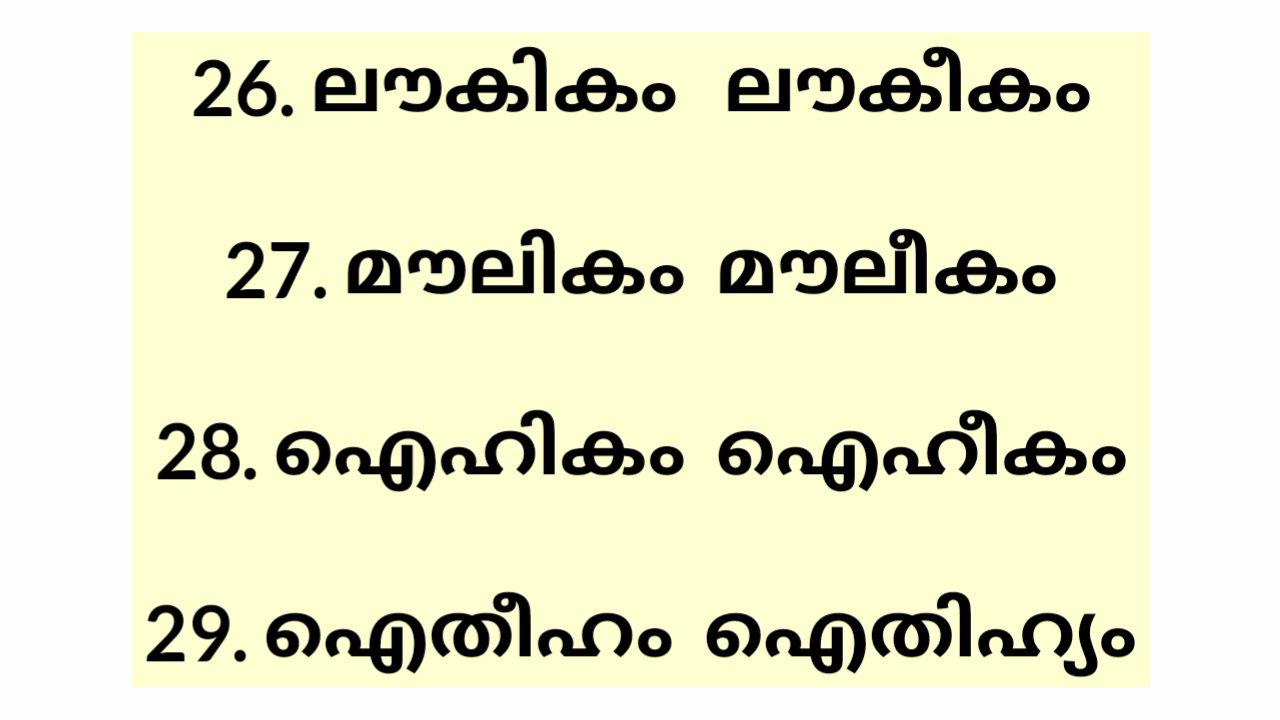 26. ലൗകികം ലൗകീകം
27. മൗലികം മൗലീകം
28. ഐഹികം ഐഹീകം
29. ഐതീഹം ഐതിഹ്യം